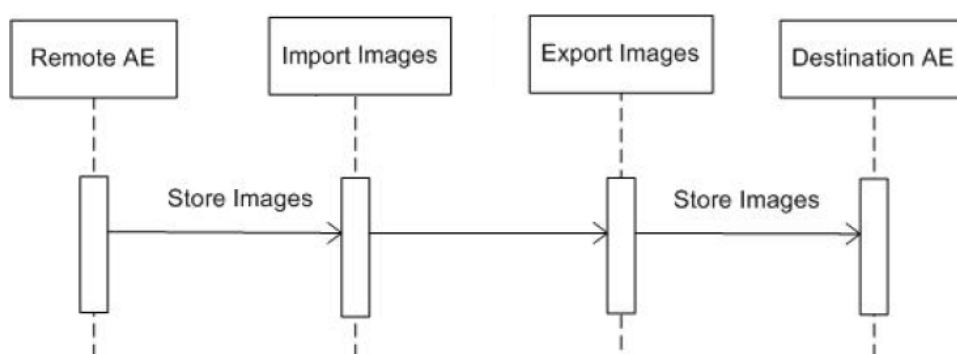 Remote AE
Import Images
Export Images
Destination AE
Store Images
Store Images